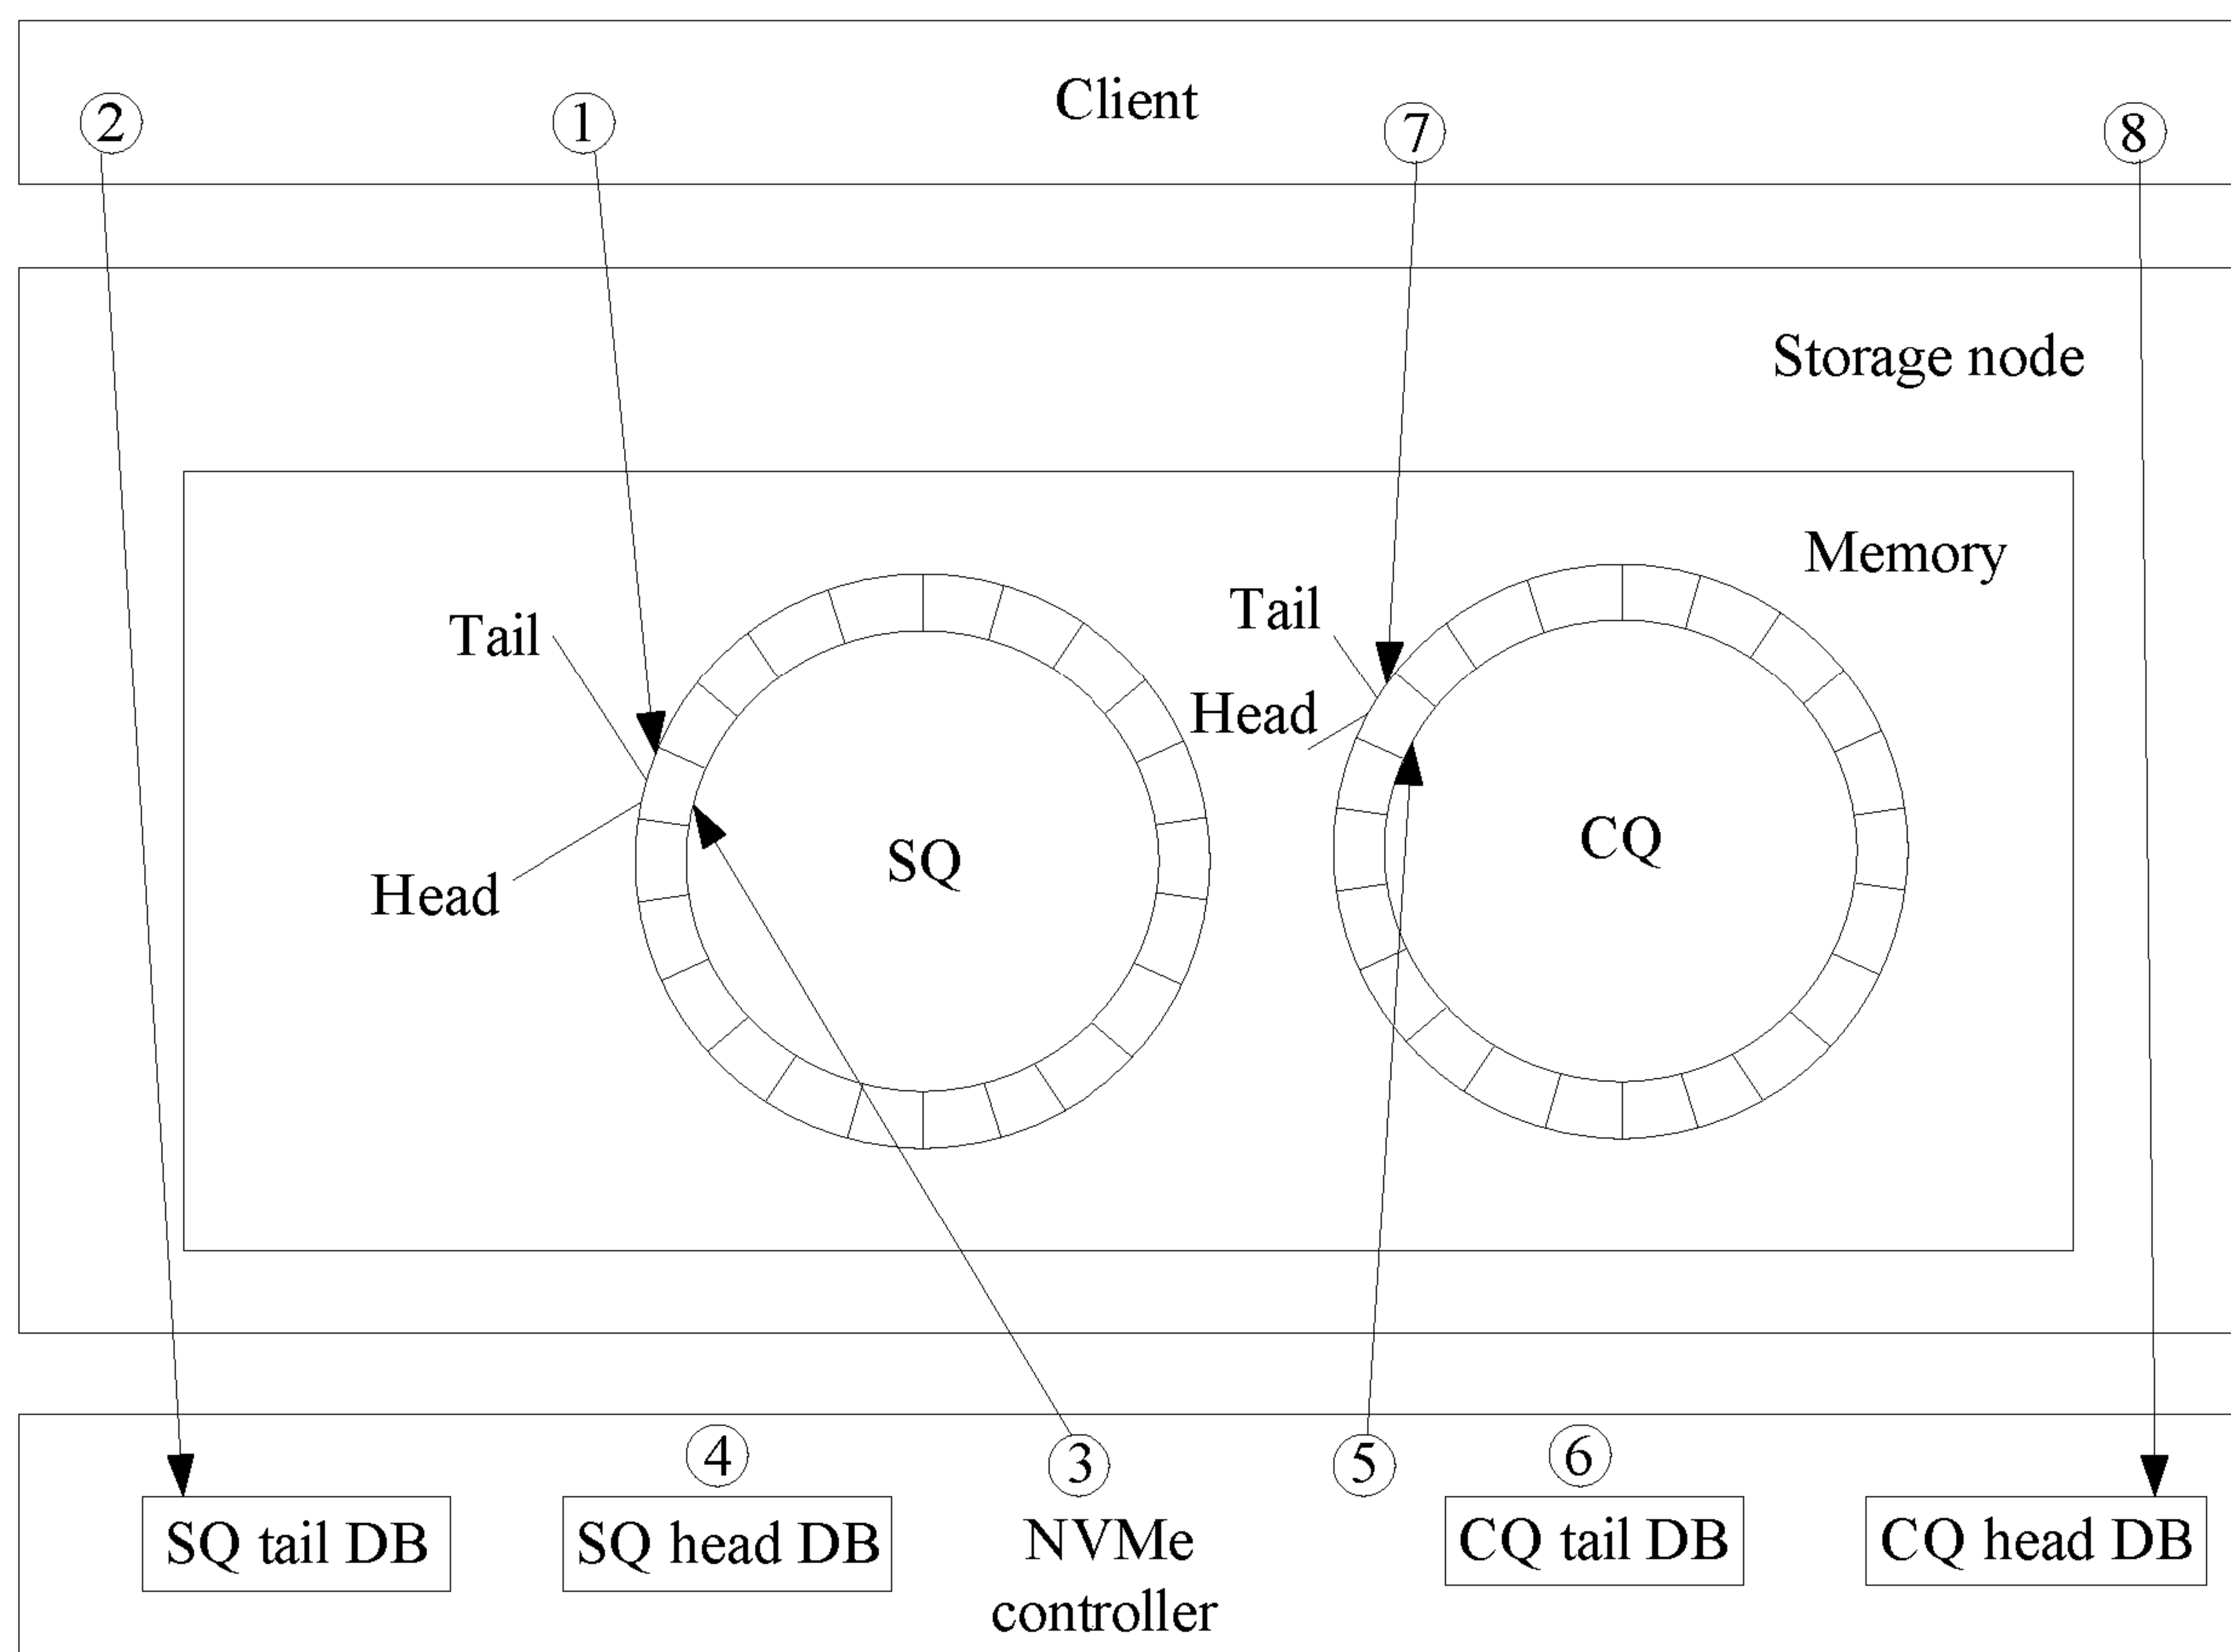 Client
2
1
7
8
Storage node
Memory
Tail
Tail
Head
Head
SQ
CQ
4
3
5
6
SQ tail DB
SQ head DB
NVMe
controller
CQ tail DB
CQ head DB